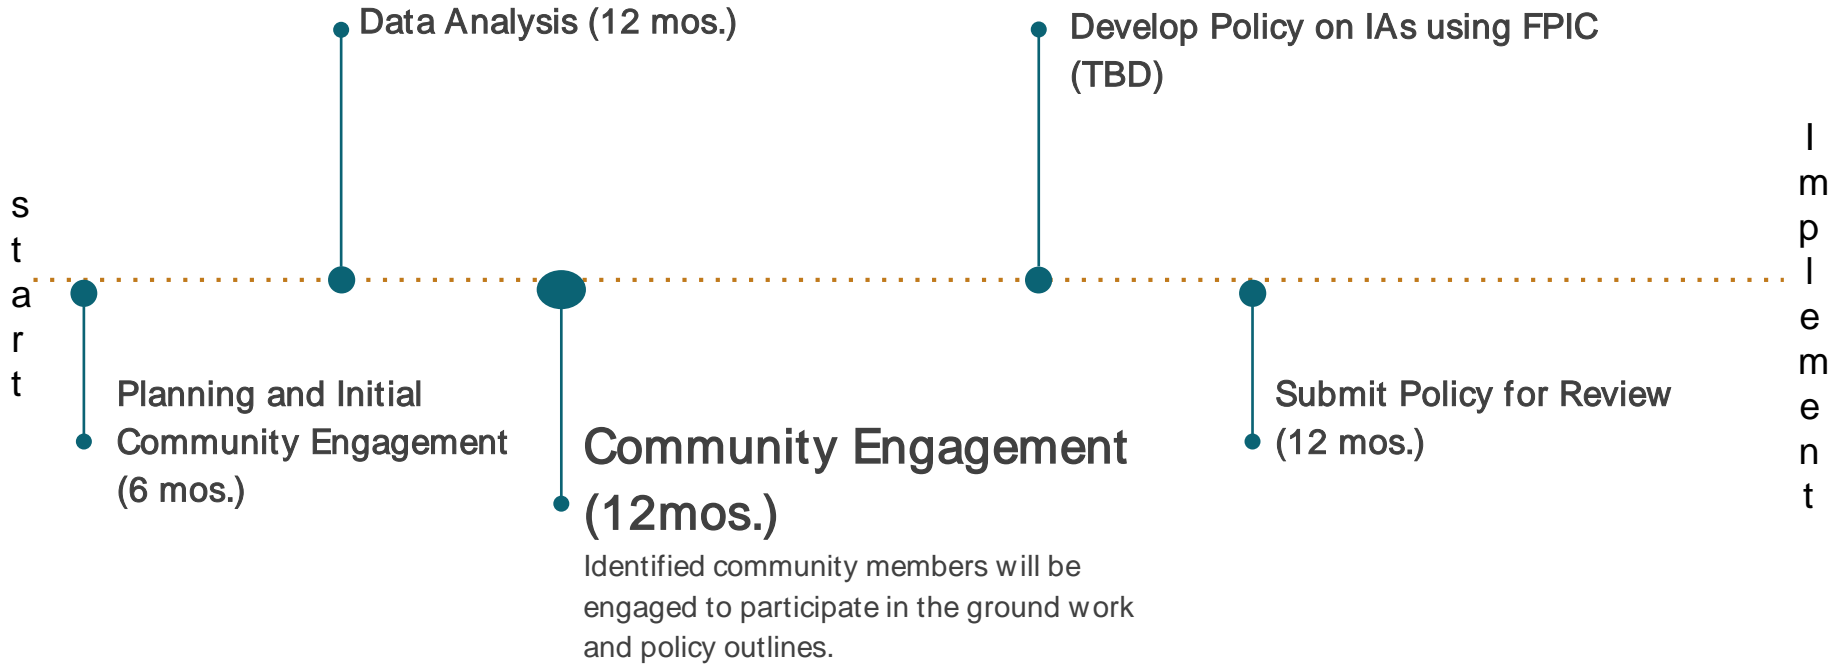 start
Data Analysis (12 mos.)
Planning and Initial
Community Engagement
(6 mos.)
Community Engagement
(12mos.)
Identified community members will be
engaged to participate in the ground work
and policy outlines.
Develop Policy on IAs using FPIC
(TBD)
Submit Policy for Review
(12 mos.)
Implement